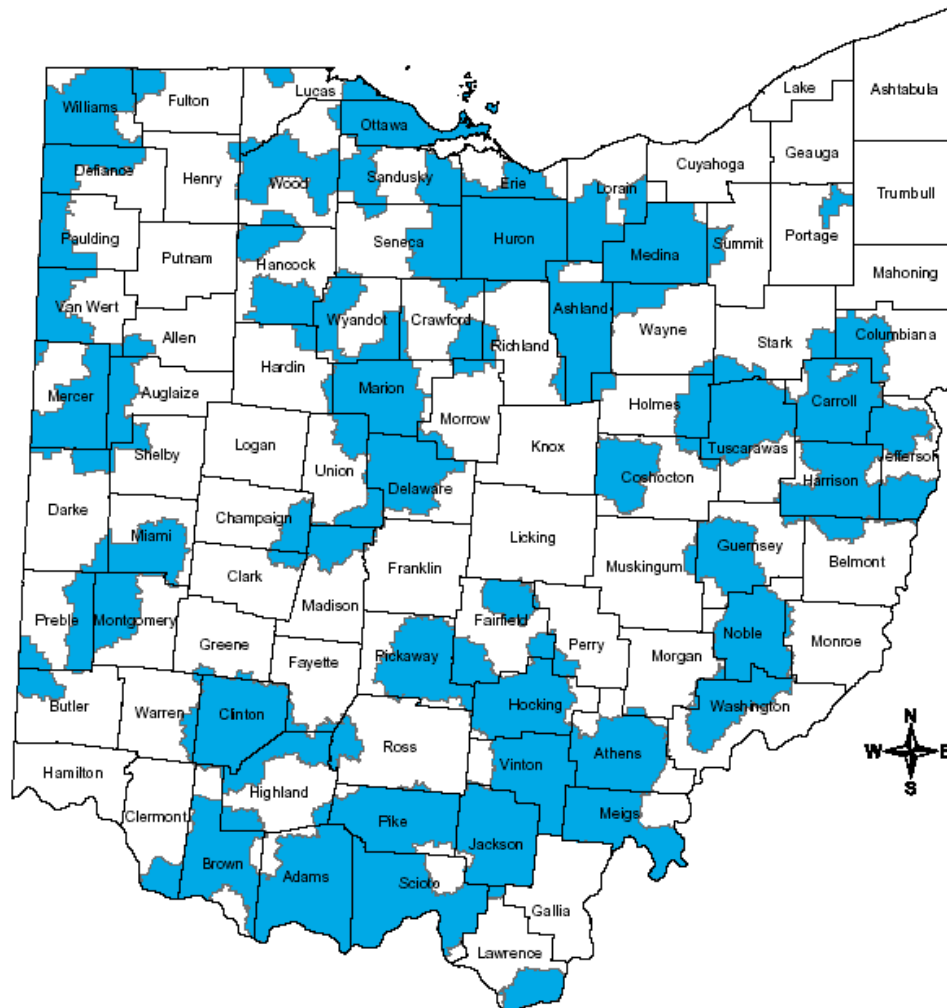 Lake
Ashtabula
Lucas
Williams
Fulton
Ottawa
Geauga
Cuyahoga
Defiance
Henry
Wood
Sandusky
Erie
Lorain
Trumbull
Paulding
Putnam
Hancock
Seneca
Huron
Medina
Summit
Portage
Mahoning
Van Wert
Allen
Wyandot
Crawford
Richland
Ashland
Wayne
Stark
Columbiana
Mercer
Auglaize
Hardin
Marion
Morrow
Holmes
Carroll
Shelby
Logan
Union
Knox
Tuscarawas
Jefferson
Delaware
Coshocton
Harrison
Darke
Miami
Champaign
Licking
Guernsey
Belmont
Clark
Franklin
Muskingum
Preble
Montgomery
Madison
Fairfield
Perry
Noble
Monroe
Greene
Fayette
Pickaway
Morgan
Butler
Warren
Clinton
Hocking
Washington
Ross
Athens
Hamilton
Highland
Vinton
Clermont
Pike
Meigs
Brown
Jackson
Adams
Scioto
Gallia
Lawrence
N
W
E
S